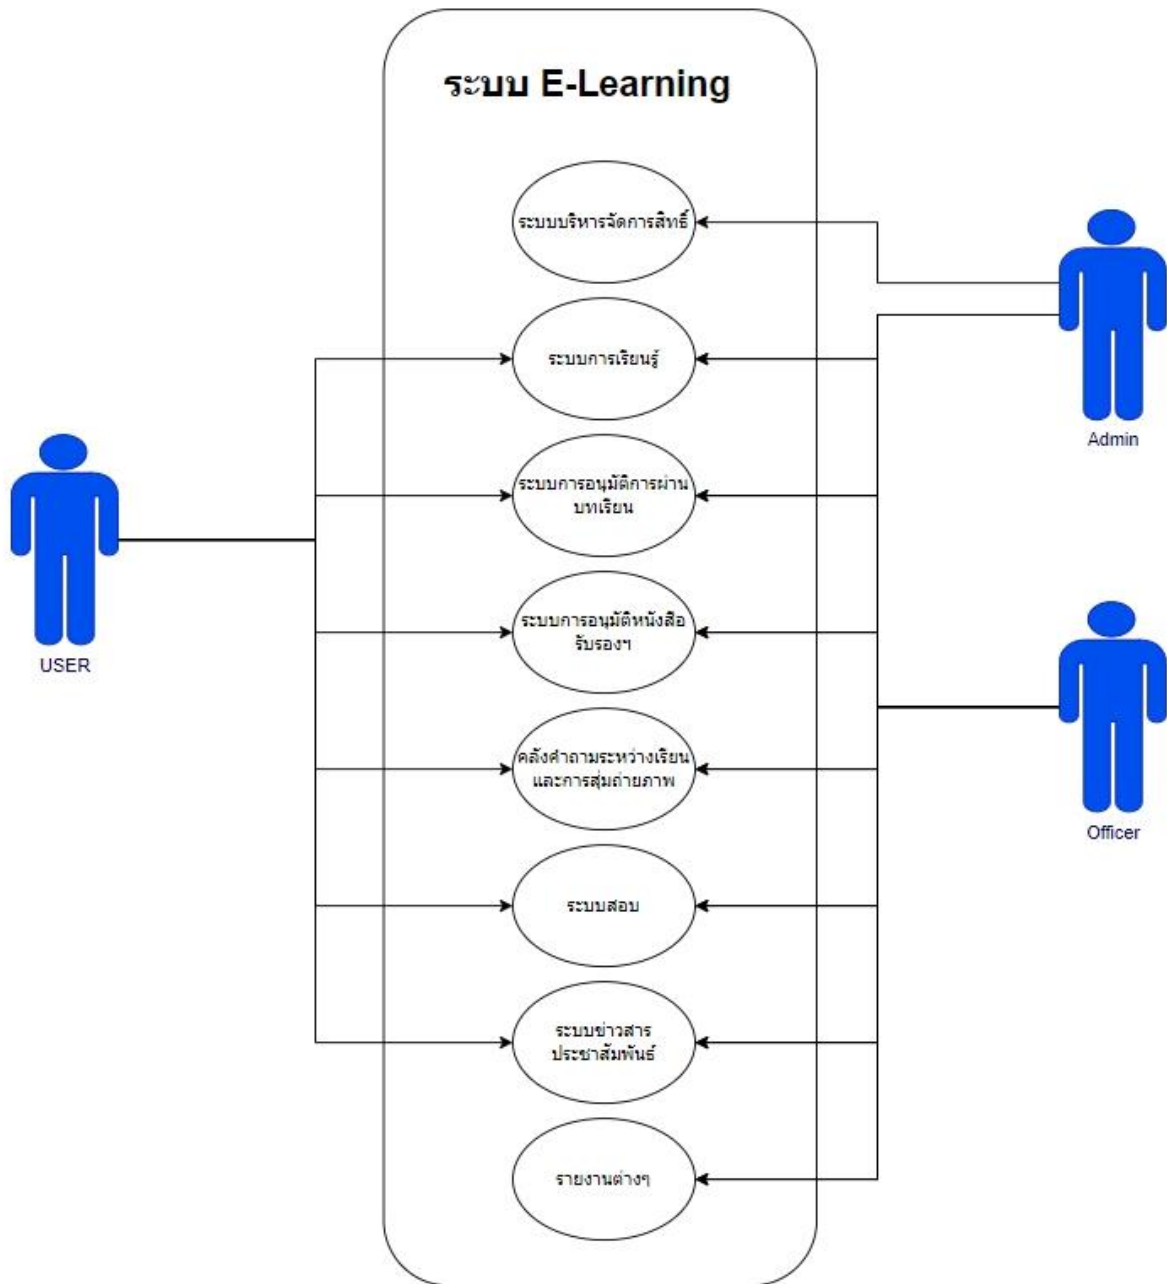 ระบบ E-Learning
ระบบบริหารจัดการสิทธิ์
ระบบการเรียนรู้
Admin
ระบบการอนุมัติการผ่าน
บทเรียน
ระบบการอนุมัติหนังสือ
รับรองฯ
USER
คลังคำถามระหว่างเรียน
และการสุ่มถ่ายภาพ
Officer
ระบบสอบ
ระบบข่าวสาร
ประชาสัมพันธ์
รายงานต่างๆ